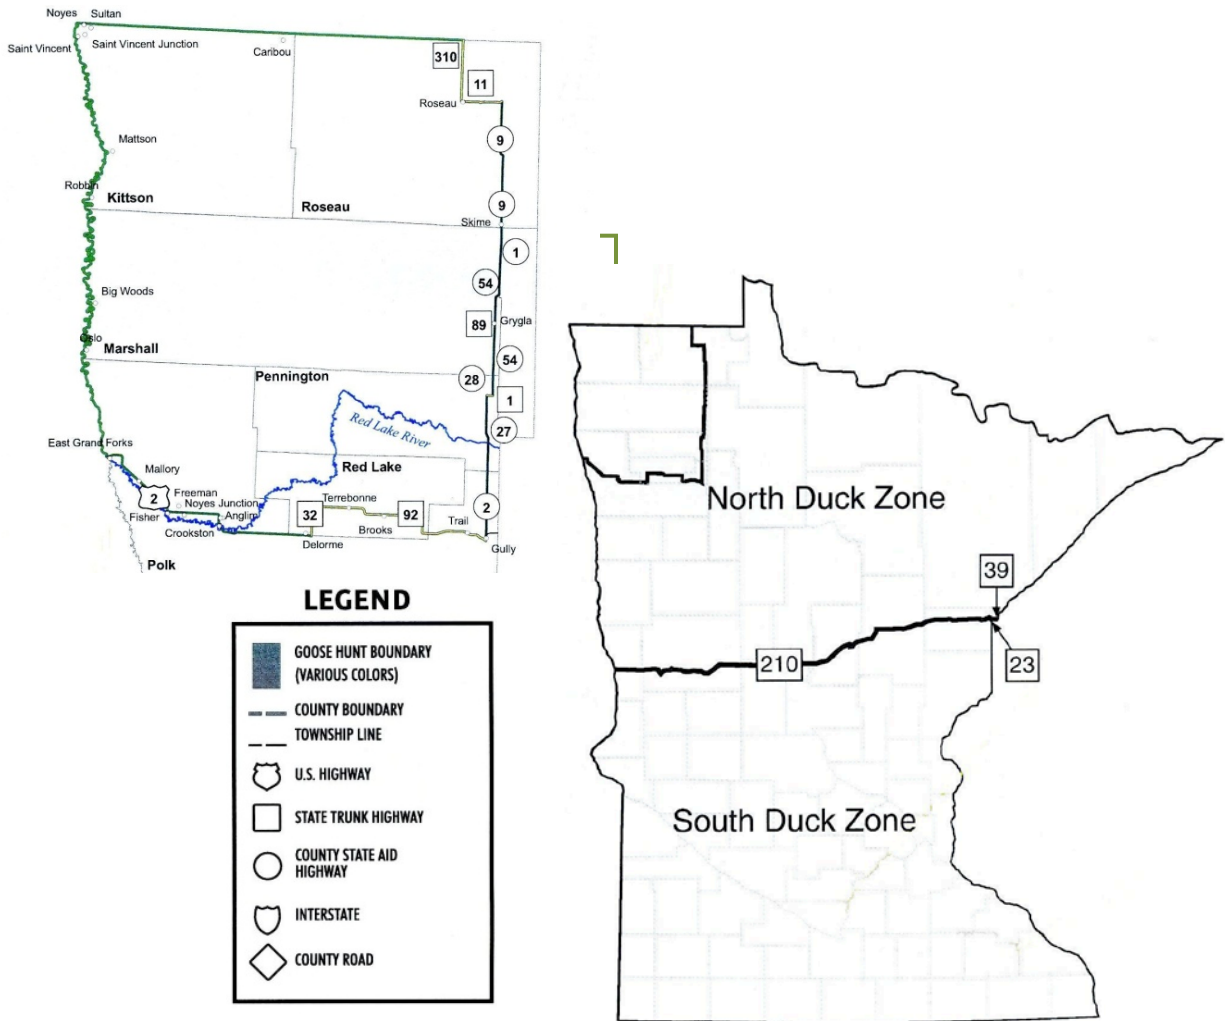 Noyes
Sultan
Saint Vincent
Saint Vincent Junction
Caribou
310
11
Roseau
9
Mattson
Robbin
Kittson
Roseau
9
Skime
1
54
Big Woods
89
Grygla
Oslo
Marshall
54
Pennington
28
1
Red Lake River
27
East Grand Forks
Mallory
Red Lake
2
Freeman
Noyes Junction
Terrebonne
2
Fisher
Anglim
32
92
Trail
Crookston
Brooks
Delorme
Gully
Polk
North Duck Zone
39
210
23
South Duck Zone
LEGEND
GOOSE HUNT BOUNDARY
(VARIOUS COLORS)
COUNTY BOUNDARY
TOWNSHIP LINE
U.S. HIGHWAY
STATE TRUNK HIGHWAY
COUNTY STATE AID
HIGHWAY
INTERSTATE
COUNTY ROAD